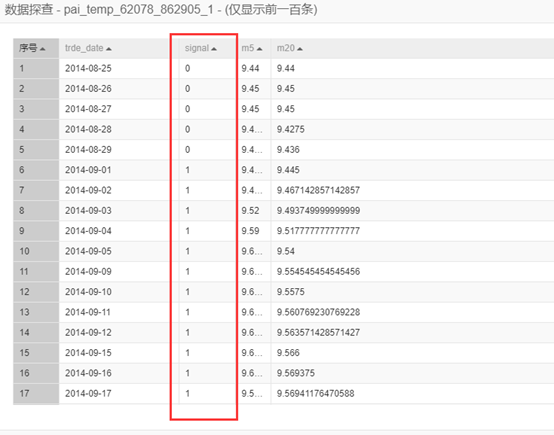 数据探查 - pai_temp_62078_862905_1 - (仅显示前一百条)
序号 trde_date signal m5 m20
1 2014-08-25 0 9.44 9.44
2 2014-08-26 0 9.45 9.45
3 2014-08-27 0 9.45 9.45
4 2014-08-28 0 9.4... 9.4275
5 2014-08-29 0 9.4... 9.436
6 2014-09-01 1 9.4... 9.445
7 2014-09-02 1 9.4... 9.467142857142857
8 2014-09-03 1 9.52 9.493749999999999
9 2014-09-04 1 9.59 9.517777777777777
10 2014-09-05 1 9.6... 9.54
11 2014-09-09 1 9.6... 9.554545454545456
12 2014-09-10 1 9.6... 9.5575
13 2014-09-11 1 9.6... 9.560769230769228
14 2014-09-12 1 9.6... 9.563571428571427
15 2014-09-15 1 9.6... 9.566
16 2014-09-16 1 9.6... 9.569375
17 2014-09-17 1 9.5... 9.56941176470588